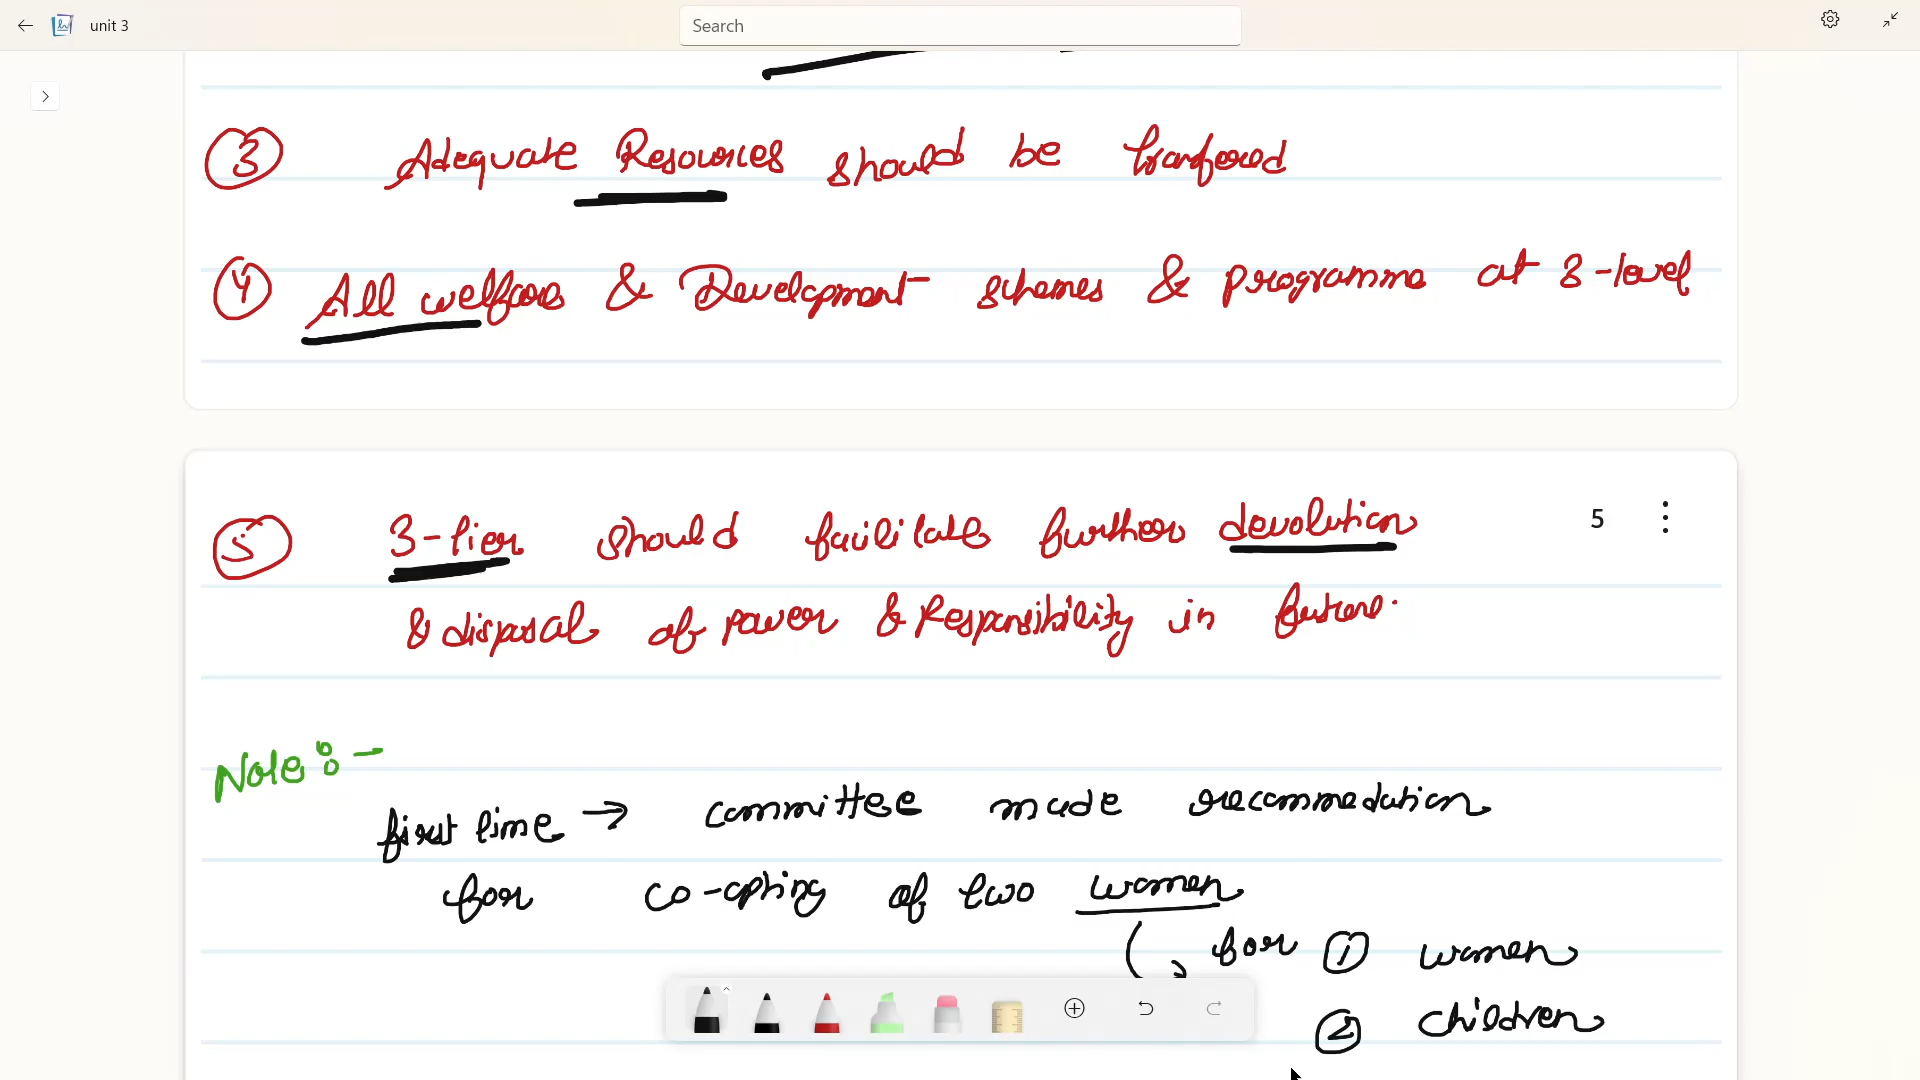 unit 3
Search
3 Adequate Resources should be transfered
4 All welfare & Development schemes & programme at 3-level
5
5 3-tier should facilitate further devolution
& disposal of power & Responsibility in future.
Note :-
first time → committee made recommedation
for co-opting of two women
for 1 women
2 children